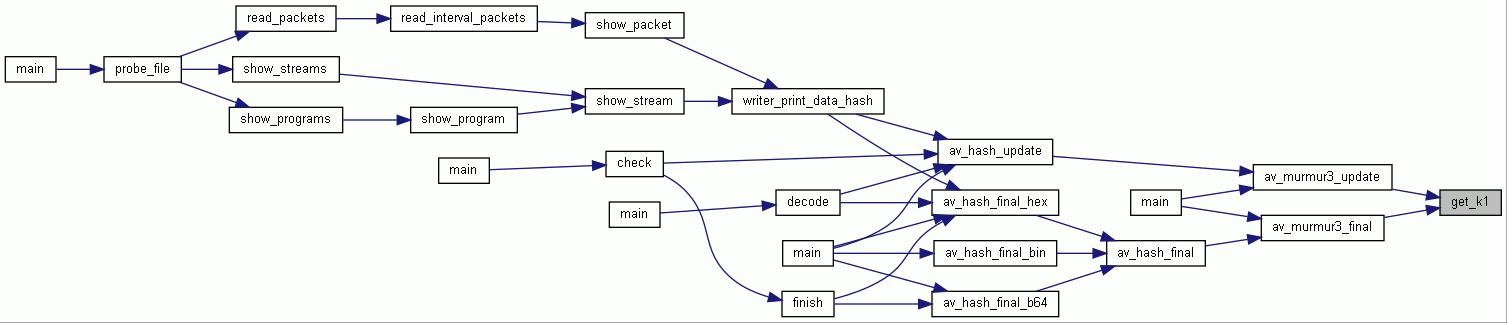 read_packets
read_interval_packets
show_packet
main
probe_file
show_streams
show_stream
writer_print_data_hash
show_programs
show_program
main
check
av_hash_update
av_murmur3_update
main
decode
av_hash_final_hex
main
get_k1
av_murmur3_final
main
av_hash_final_bin
av_hash_final
finish
av_hash_final_b64